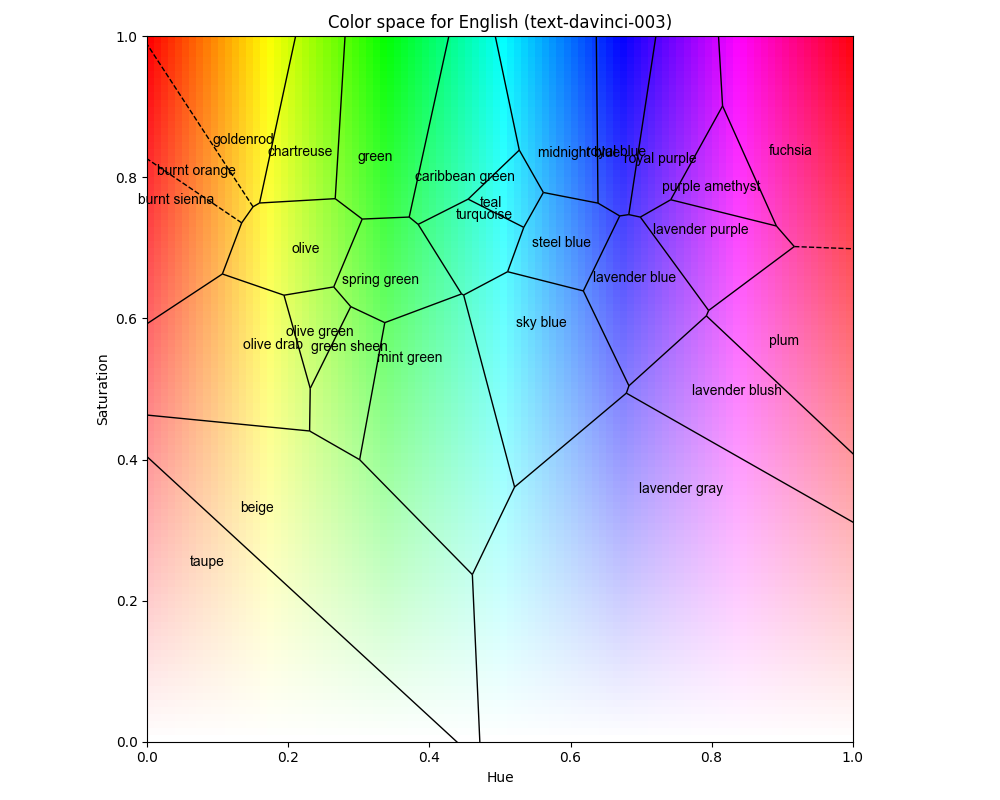 Color space for English (text-davinci-003)
1.0
goldenrod
chartreuse
green
midnight blue
royal blue
royal purple
fuchsia
burnt orange
caribbean green
0.8
purple amethyst
burnt sienna
teal
turquoise
lavender purple
olive
steel blue
spring green
lavender blue
0.6
sky blue
olive green
olive drab
green sheen
mint green
plum
Saturation
lavender blush
0.4
lavender gray
beige
taupe
0.2
0.0
0.0 0.2 0.4 0.6 0.8 1.0
Hue